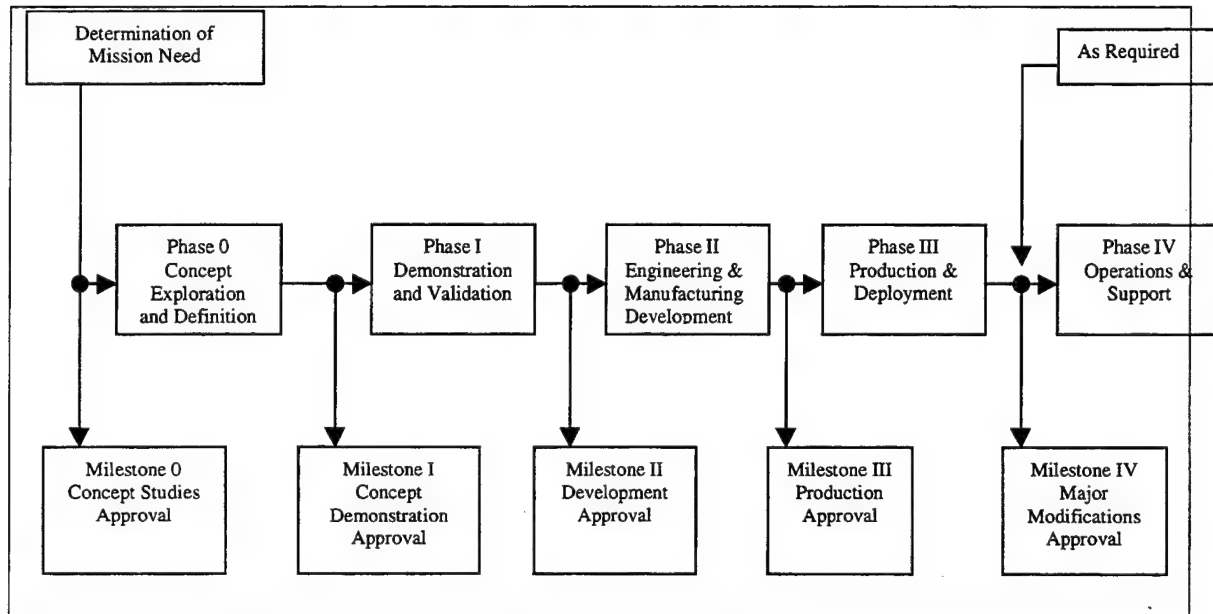 Determination of
Mission Need
As Required
Phase 0
Concept
Exploration
and Definition
Phase I
Demonstration
and Validation
Phase II
Engineering &
Manufacturing
Development
Phase III
Production &
Deployment
Phase IV
Operations &
Support
Milestone 0
Concept Studies
Approval
Milestone I
Concept
Demonstration
Approval
Milestone II
Development
Approval
Milestone III
Production
Approval
Milestone IV
Major
Modifications
Approval